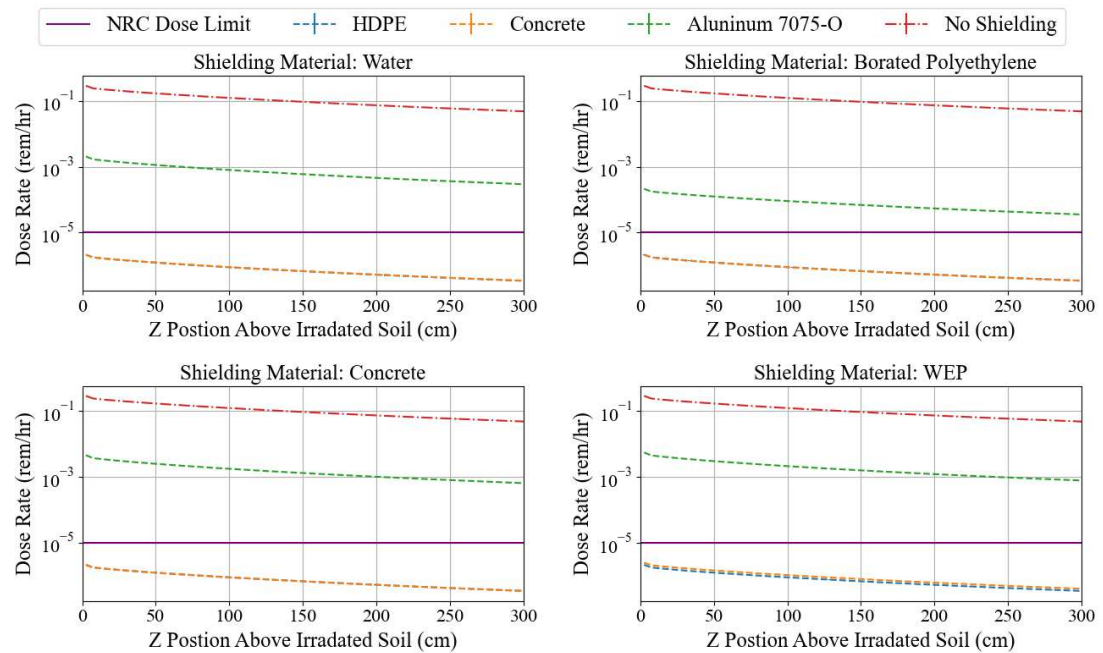 NRC Dose Limit HDPE Concrete Aluninum 7075-O No Shielding
Shielding Material: Water
Dose Rate (rem/hr)
10⁻¹
10⁻³
10⁻⁵
0 50 100 150 200 250 300
Z Postion Above Irradated Soil (cm)
Shielding Material: Borated Polyethylene
Dose Rate (rem/hr)
10⁻¹
10⁻³
10⁻⁵
0 50 100 150 200 250 300
Z Postion Above Irradated Soil (cm)
Shielding Material: Concrete
Dose Rate (rem/hr)
10⁻¹
10⁻³
10⁻⁵
0 50 100 150 200 250 300
Z Postion Above Irradated Soil (cm)
Shielding Material: WEP
Dose Rate (rem/hr)
10⁻¹
10⁻³
10⁻⁵
0 50 100 150 200 250 300
Z Postion Above Irradated Soil (cm)